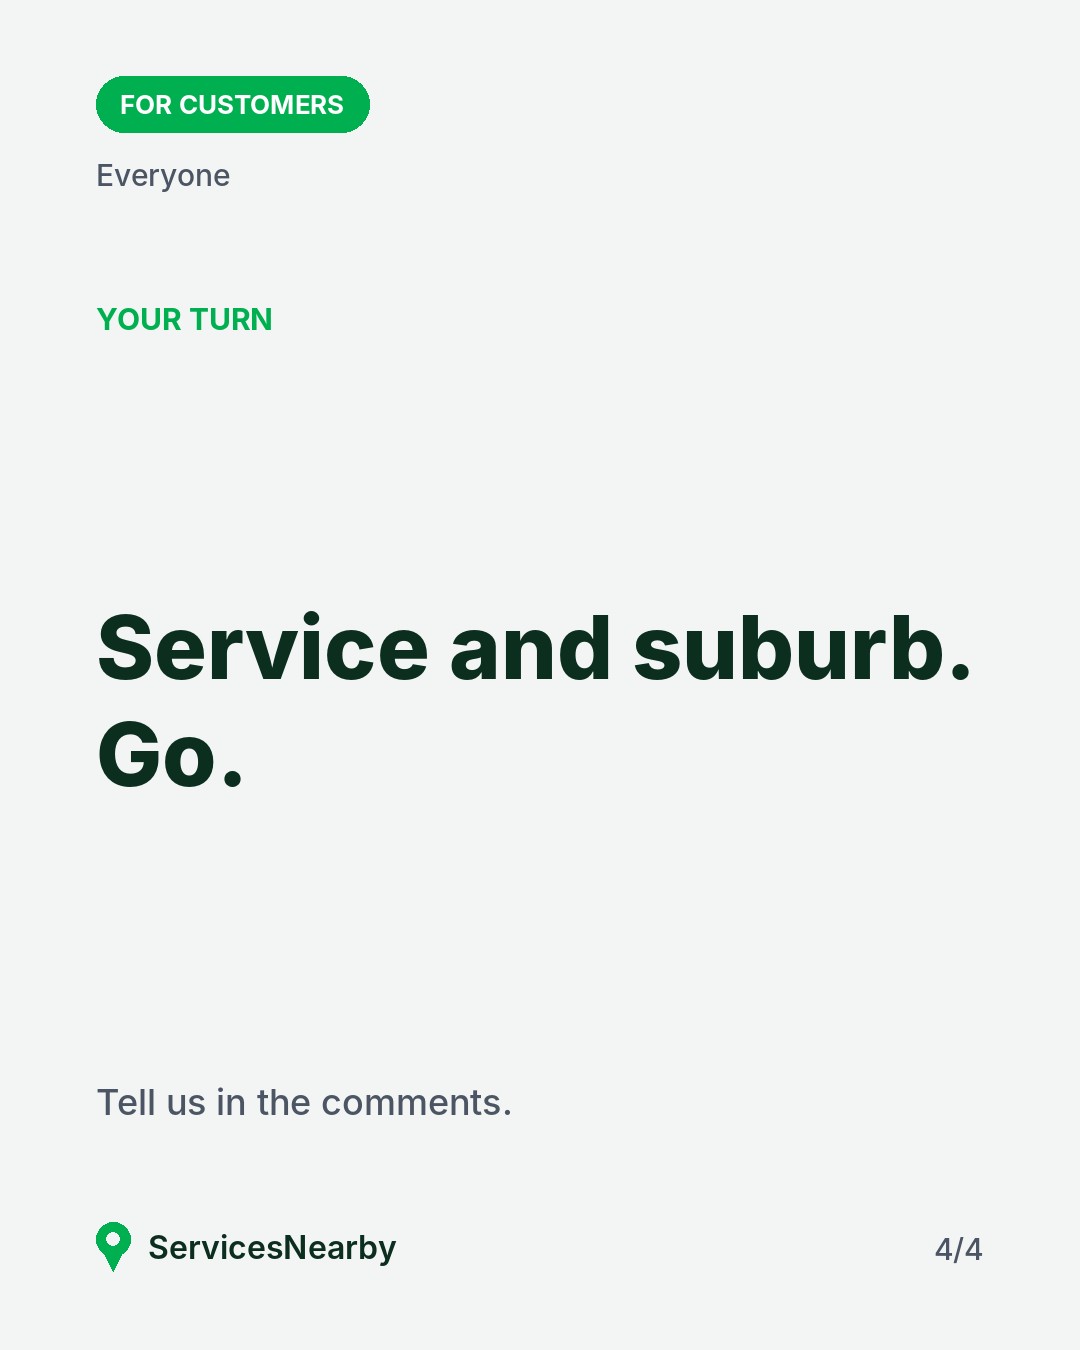 FOR CUSTOMERS
Everyone
YOUR TURN
Service and suburb.
Go.
Tell us in the comments.
ServicesNearby
4/4